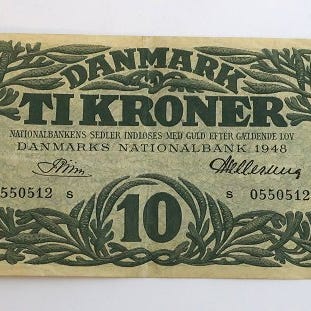 DANMARK
TI KRONER
NATIONALBANKENS SEDLER INDLØSES MED GULD EFTER GÆLDENDE LOV
DANMARKS NATIONALBANK, 1948
0550512 S S 0550512
10